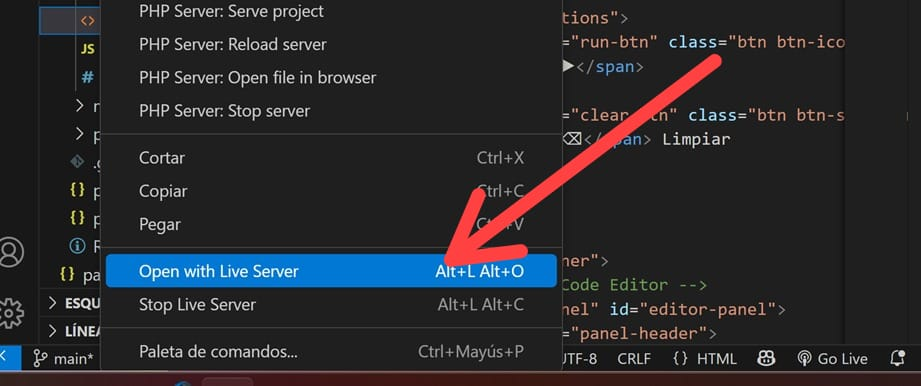 PHP Server: Serve project
tions">
PHP Server: Reload server
="run-btn" class="btn btn-ico
JS
▶</span>
#
PHP Server: Open file in browser
PHP Server: Stop server
="clear-btn" class="btn btn-s
⌫</span> Limpiar
Cortar Ctrl+X
Copiar Ctrl+C
Pegar Ctrl+V
{} p
{} p
R
Open with Live Server Alt+L Alt+O
ner">
{} pa
Code Editor -->
ESQU
Stop Live Server Alt+L Alt+C
nel" id="editor-panel">
LÍNEA
="panel-header">
Paleta de comandos... Ctrl+Mayús+P
main* UTF-8 CRLF {} HTML Go Live